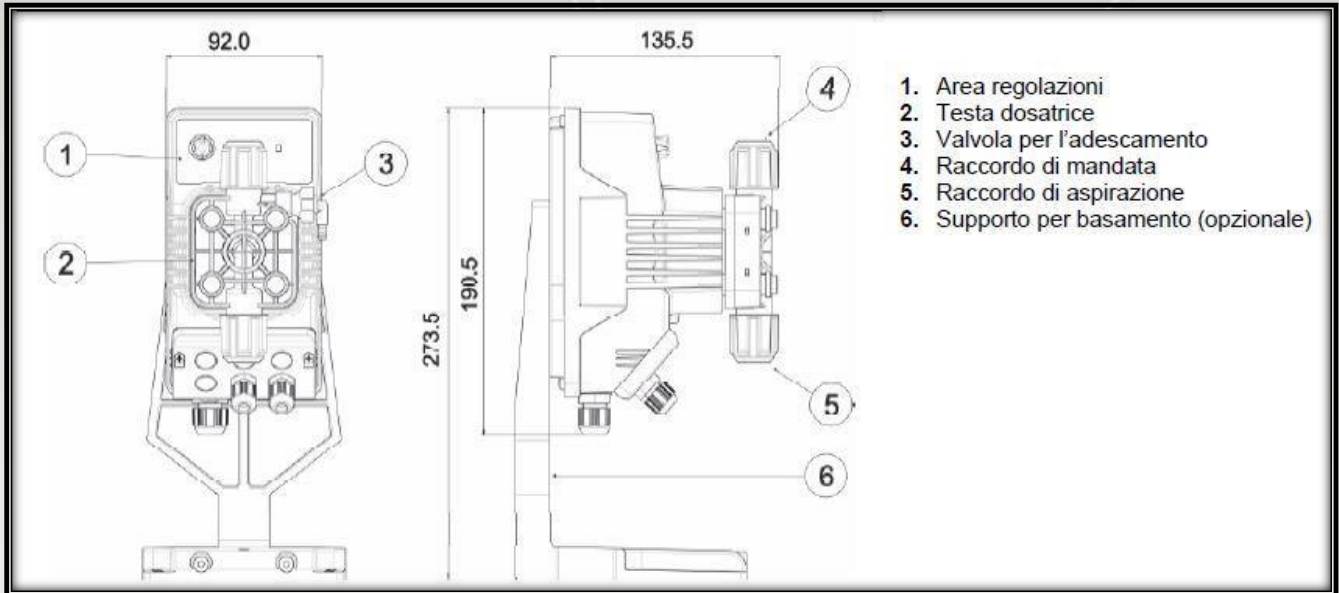 92.0
135.5
1
2
3
4
5
6
190.5
273.5
1. Area regolazioni
2. Testa dosatrice
3. Valvola per l'adescamento
4. Raccordo di mandata
5. Raccordo di aspirazione
6. Supporto per basamento (opzionale)